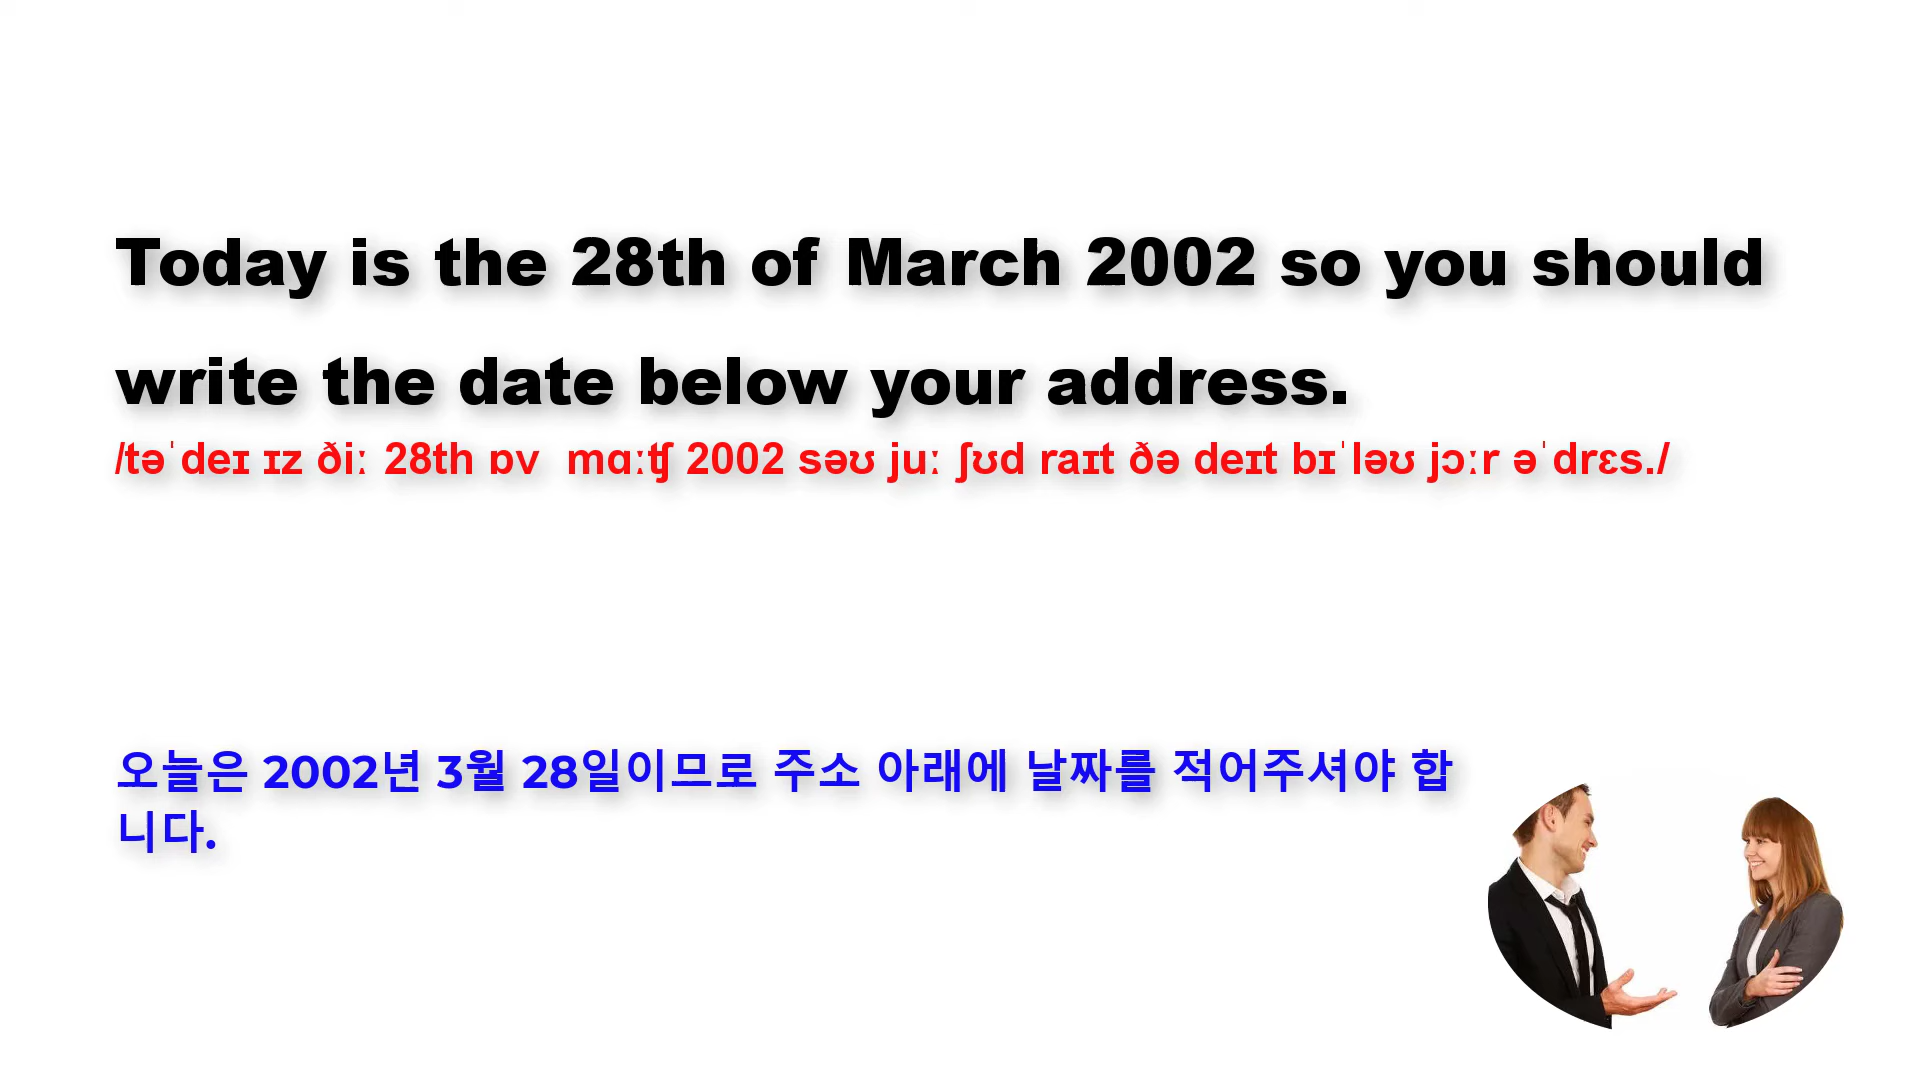 Today is the 28th of March 2002 so you should
write the date below your address.
/təˈdeɪ ɪz ðiː 28th ɒv  mɑːʧ 2002 səʊ juː ʃʊd raɪt ðə deɪt bɪˈləʊ jɔːr əˈdrɛs./
오늘은 2002년 3월 28일이므로 주소 아래에 날짜를 적어주셔야 합
니다.